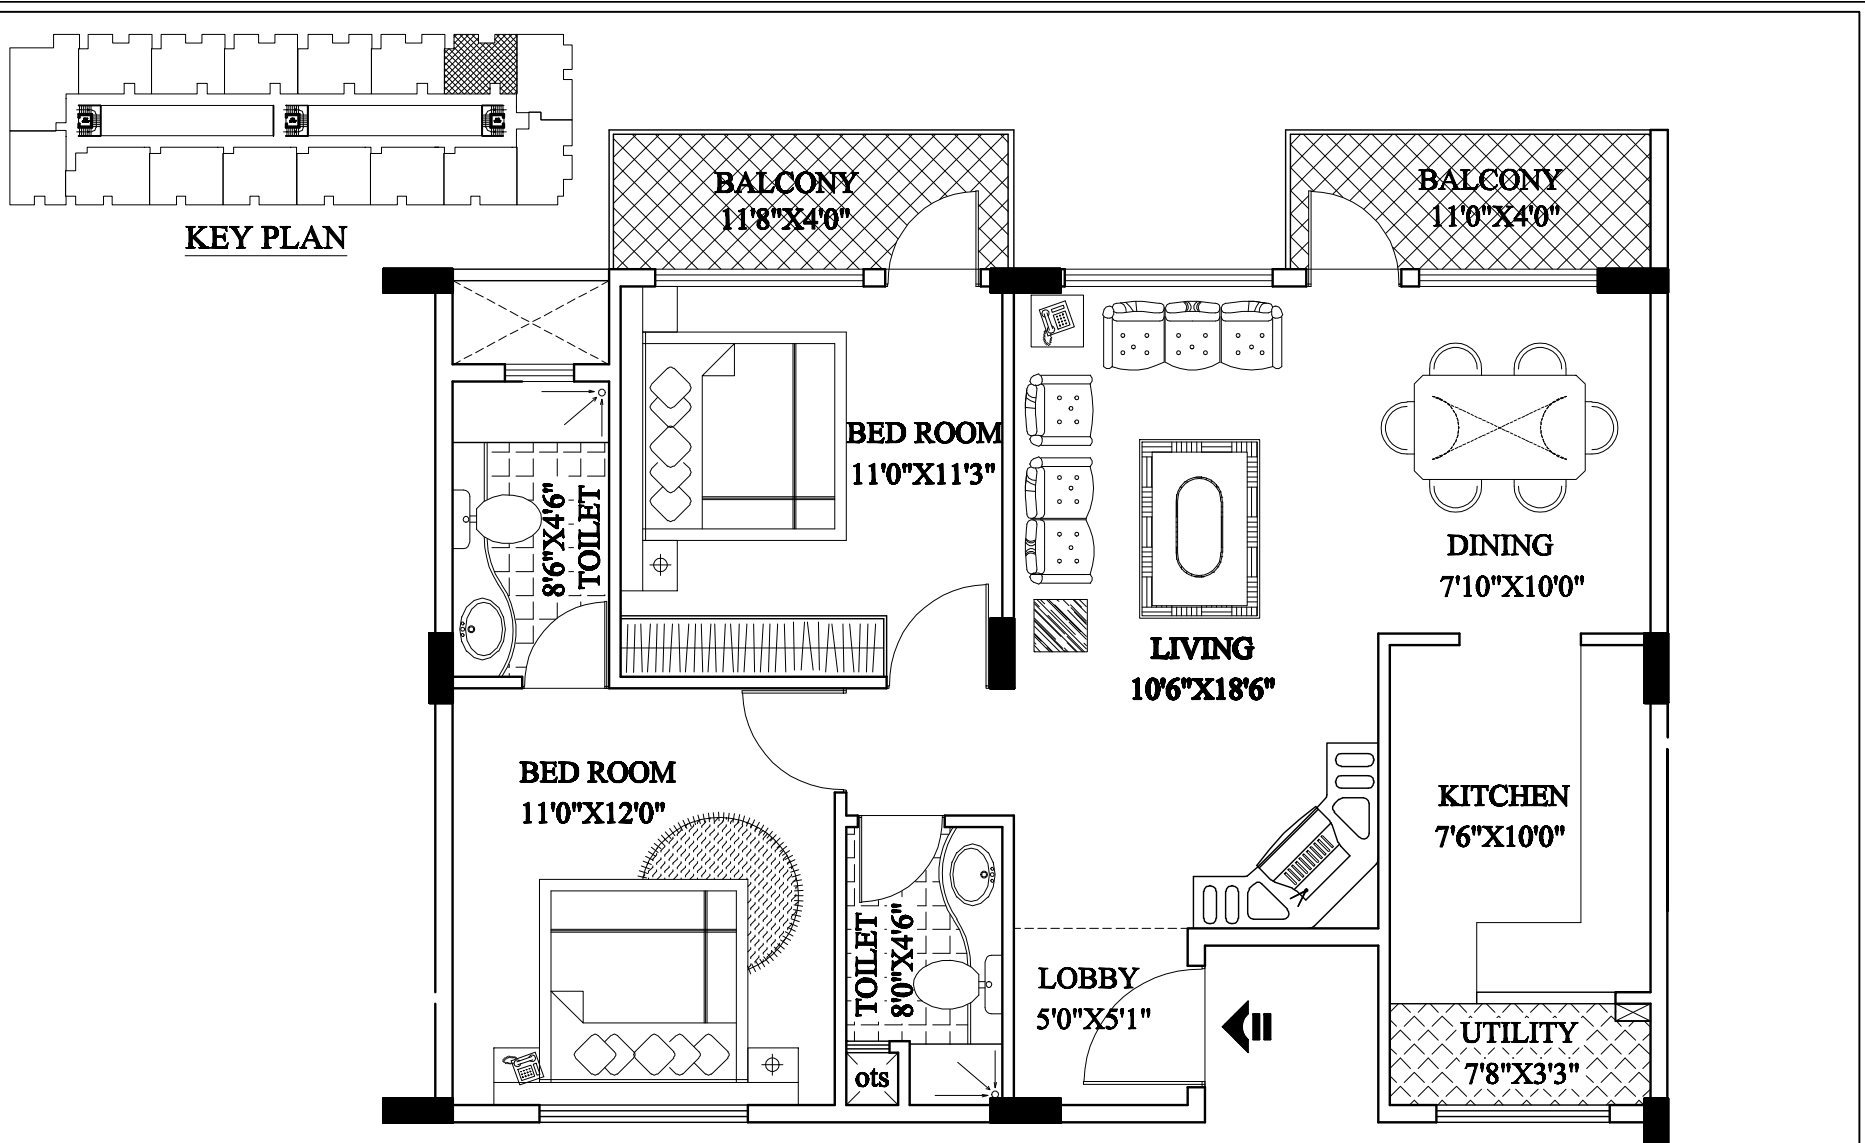 KEY PLAN
BALCONY
11'8"X4'0"
BALCONY
11'0"X4'0"
BED ROOM
11'0"X11'3"
8'6"X4'6"
TOILET
DINING
7'10"X10'0"
LIVING
10'6"X18'6"
BED ROOM
11'0"X12'0"
KITCHEN
7'6"X10'0"
TOILET
8'0"X4'6"
LOBBY
5'0"X5'1"
UTILITY
7'8"X3'3"
ots